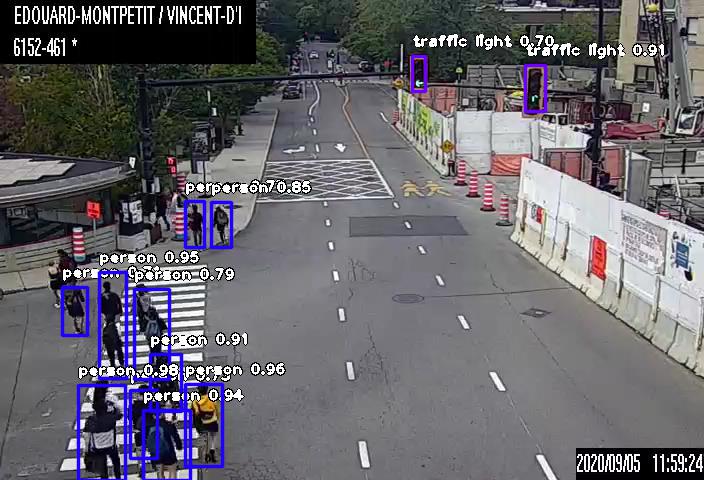 EDOUARD-MONTPETIT / VINCENT-D'I
6152-461 *
traffic light 0.70
traffic light 0.91
person 0.85
person 0.95
person 0.79
person 0.91
person 0.98
person 0.96
person 0.94
2020/09/05 11:59:24